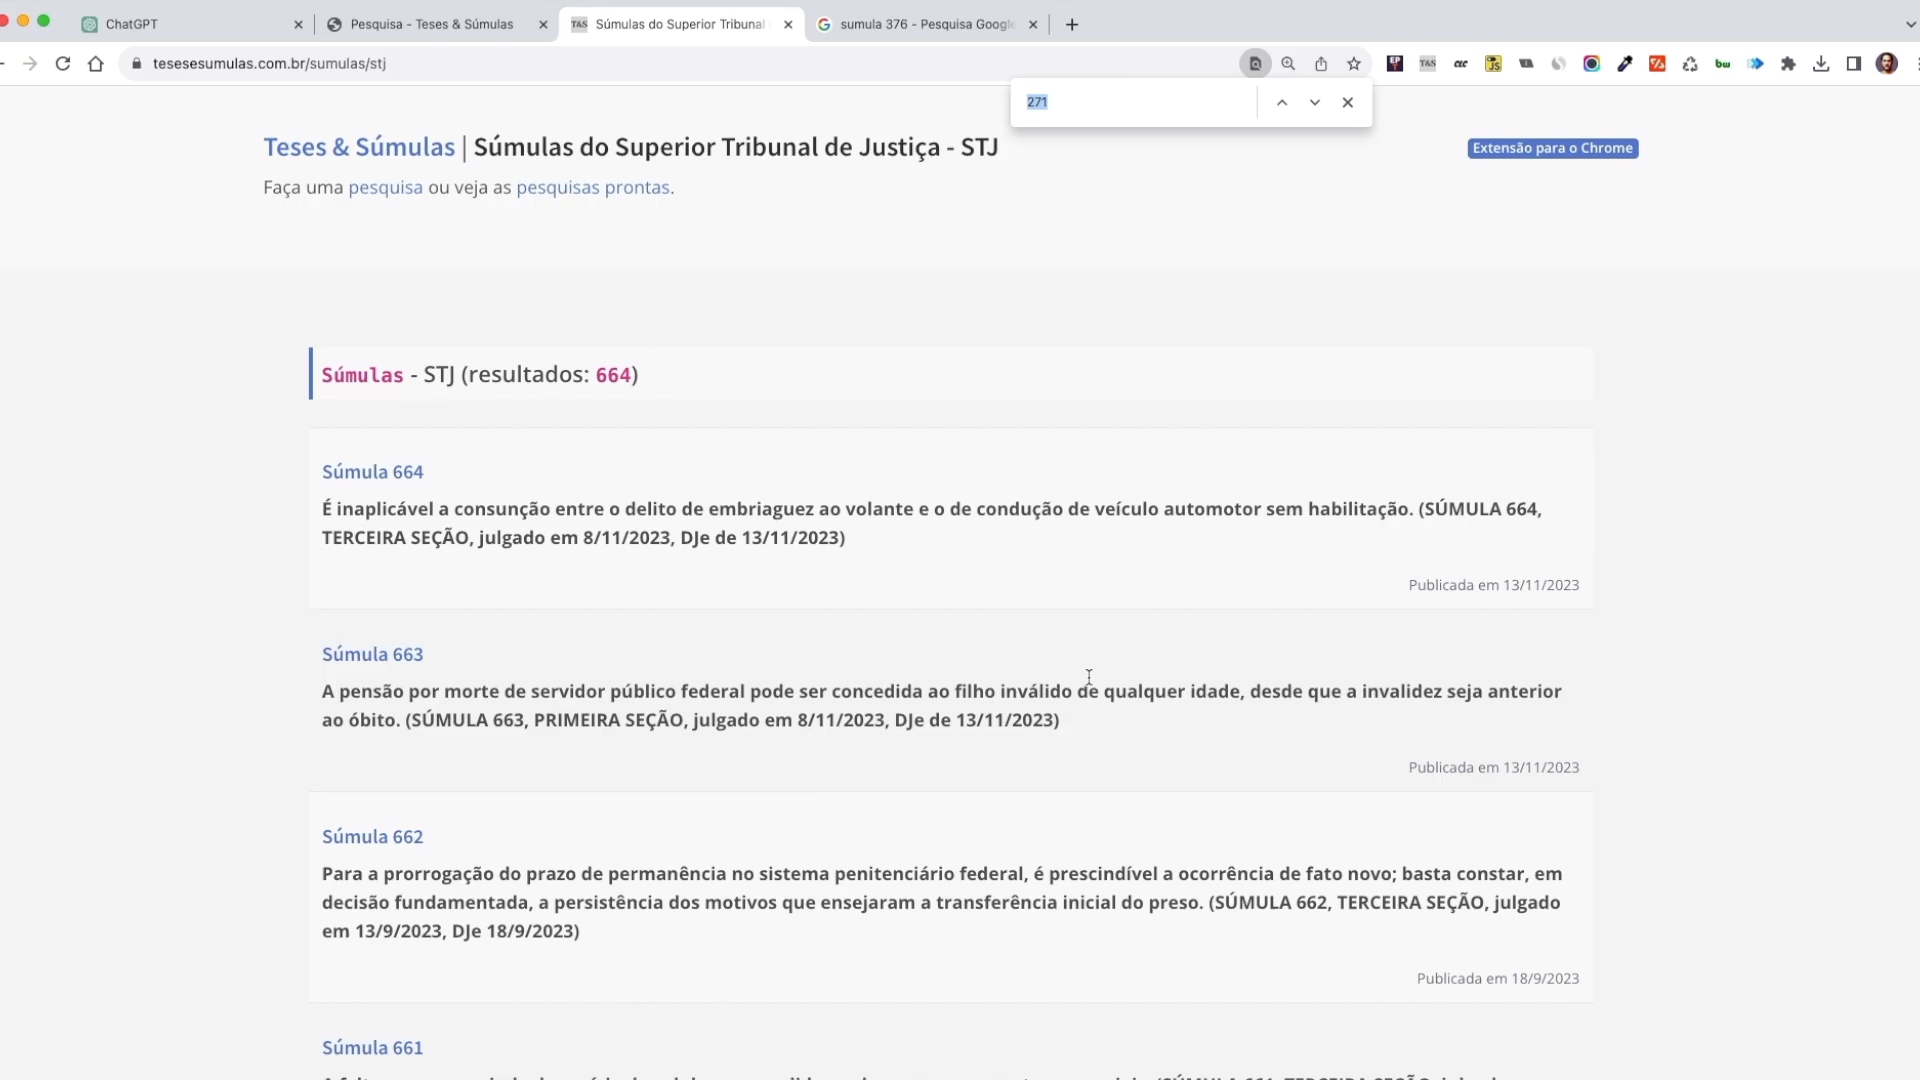 ChatGPT
Pesquisa - Teses & Súmulas
T&S Súmulas do Superior Tribunal
sumula 376 - Pesquisa Google
tesesesumulas.com.br/sumulas/stj
271
Teses & Súmulas | Súmulas do Superior Tribunal de Justiça - STJ
Extensão para o Chrome
Faça uma pesquisa ou veja as pesquisas prontas.
Súmulas - STJ (resultados: 664)
Súmula 664
É inaplicável a consunção entre o delito de embriaguez ao volante e o de condução de veículo automotor sem habilitação. (SÚMULA 664,
TERCEIRA SEÇÃO, julgado em 8/11/2023, DJe de 13/11/2023)
Publicada em 13/11/2023
Súmula 663
A pensão por morte de servidor público federal pode ser concedida ao filho inválido de qualquer idade, desde que a invalidez seja anterior
ao óbito. (SÚMULA 663, PRIMEIRA SEÇÃO, julgado em 8/11/2023, DJe de 13/11/2023)
Publicada em 13/11/2023
Súmula 662
Para a prorrogação do prazo de permanência no sistema penitenciário federal, é prescindível a ocorrência de fato novo; basta constar, em
decisão fundamentada, a persistência dos motivos que ensejaram a transferência inicial do preso. (SÚMULA 662, TERCEIRA SEÇÃO, julgado
em 13/9/2023, DJe 18/9/2023)
Publicada em 18/9/2023
Súmula 661